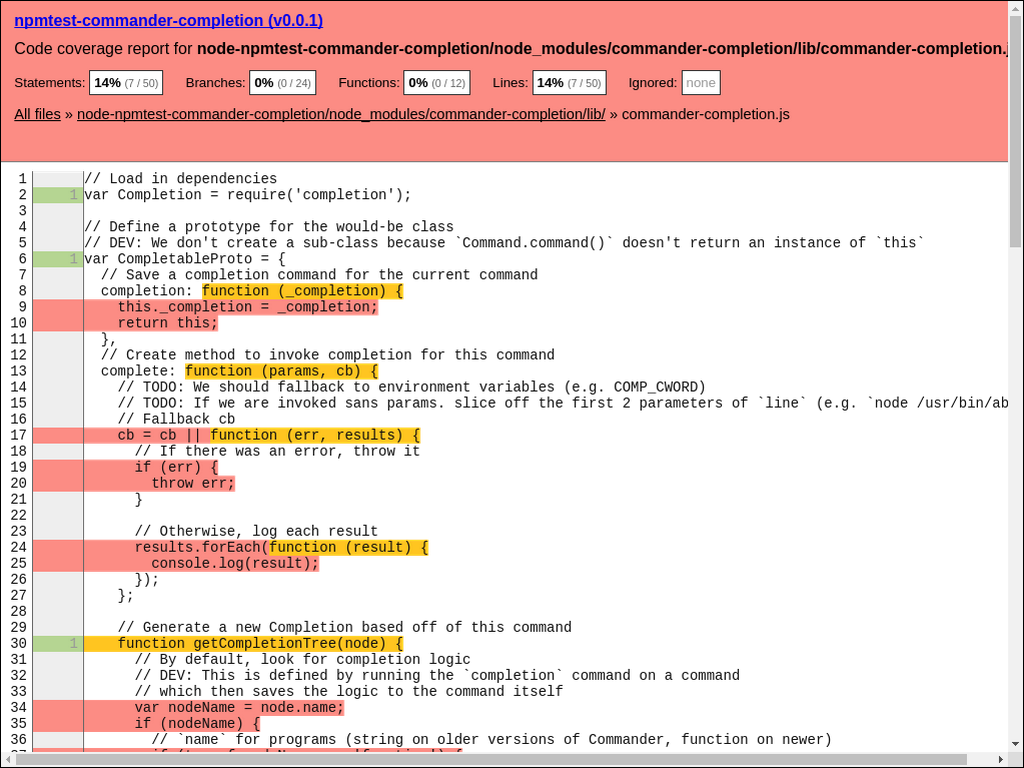 npmtest-commander-completion (v0.0.1)
Code coverage report for node-npmtest-commander-completion/node_modules/commander-completion/lib/commander-completion.j
Statements: 14% (7 / 50) Branches: 0% (0 / 24) Functions: 0% (0 / 12) Lines: 14% (7 / 50) Ignored: none
All files » node-npmtest-commander-completion/node_modules/commander-completion/lib/ » commander-completion.js
1 // Load in dependencies
2 1 var Completion = require('completion');
3
4 // Define a prototype for the would-be class
5 // DEV: We don't create a sub-class because `Command.command()` doesn't return an instance of `this`
6 1 var CompletableProto = {
7 // Save a completion command for the current command
8 completion: function (_completion) {
9 this._completion = _completion;
10 return this;
11 },
12 // Create method to invoke completion for this command
13 complete: function (params, cb) {
14 // TODO: We should fallback to environment variables (e.g. COMP_CWORD)
15 // TODO: If we are invoked sans params. slice off the first 2 parameters of `line` (e.g. `node /usr/bin/ab
16 // Fallback cb
17 cb = cb || function (err, results) {
18 // If there was an error, throw it
19 if (err) {
20 throw err;
21 }
22
23 // Otherwise, log each result
24 results.forEach(function (result) {
25 console.log(result);
26 });
27 };
28
29 // Generate a new Completion based off of this command
30 1 function getCompletionTree(node) {
31 // By default, look for completion logic
32 // DEV: This is defined by running the `completion` command on a command
33 // which then saves the logic to the command itself
34 var nodeName = node.name;
35 if (nodeName) {
36 // `name` for programs (string on older versions of Commander, function on newer)